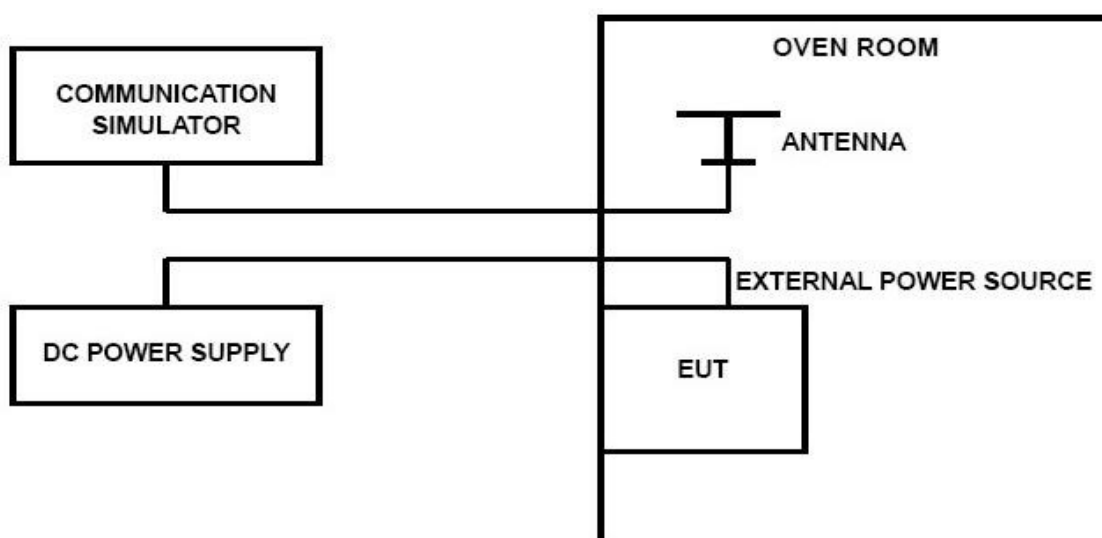 OVEN ROOM
COMMUNICATION
SIMULATOR
ANTENNA
EXTERNAL POWER SOURCE
DC POWER SUPPLY
EUT